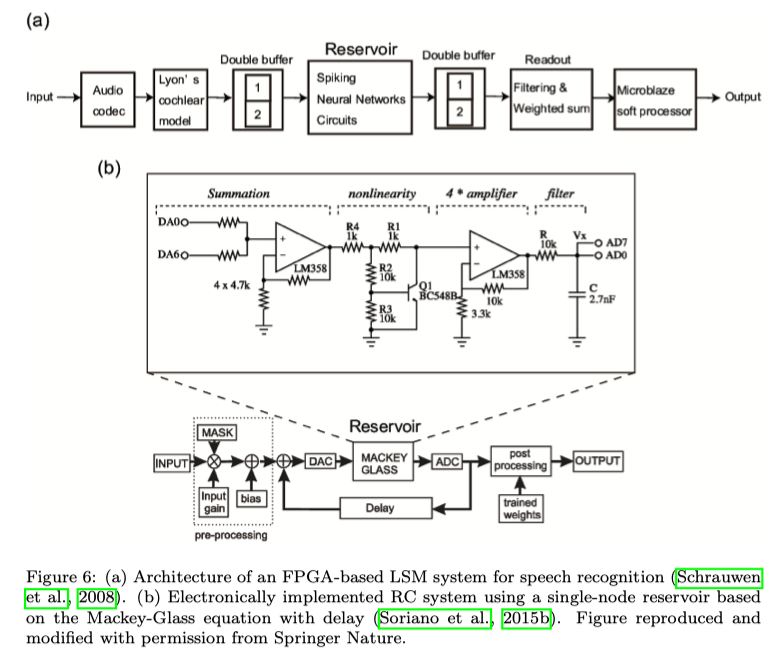 (a)
Input
Audio
codec
Lyon's
cochlear
model
Double buffer
1
2
Reservoir
Spiking
Neural Networks
Circuits
Double buffer
1
2
Readout
Filtering &
Weighted sum
Microblaze
soft processor
Output
(b)
Summation
nonlinearity
4 * amplifier
filter
DA0
DA6
4 x 4.7k
+
−
LM358
R4
1k
R1
1k
R2
10k
R3
10k
Q1
BC548B
+
−
LM358
10k
3.3k
R
10k
Vx
AD7
AD0
C
2.7nF
Reservoir
MASK
INPUT
Input
gain
bias
pre-processing
DAC
MACKEY
GLASS
ADC
Delay
post
processing
trained
weights
OUTPUT
Figure 6: (a) Architecture of an FPGA-based LSM system for speech recognition (Schrauwen
et al., 2008). (b) Electronically implemented RC system using a single-node reservoir based
on the Mackey-Glass equation with delay (Soriano et al., 2015b). Figure reproduced and
modified with permission from Springer Nature.